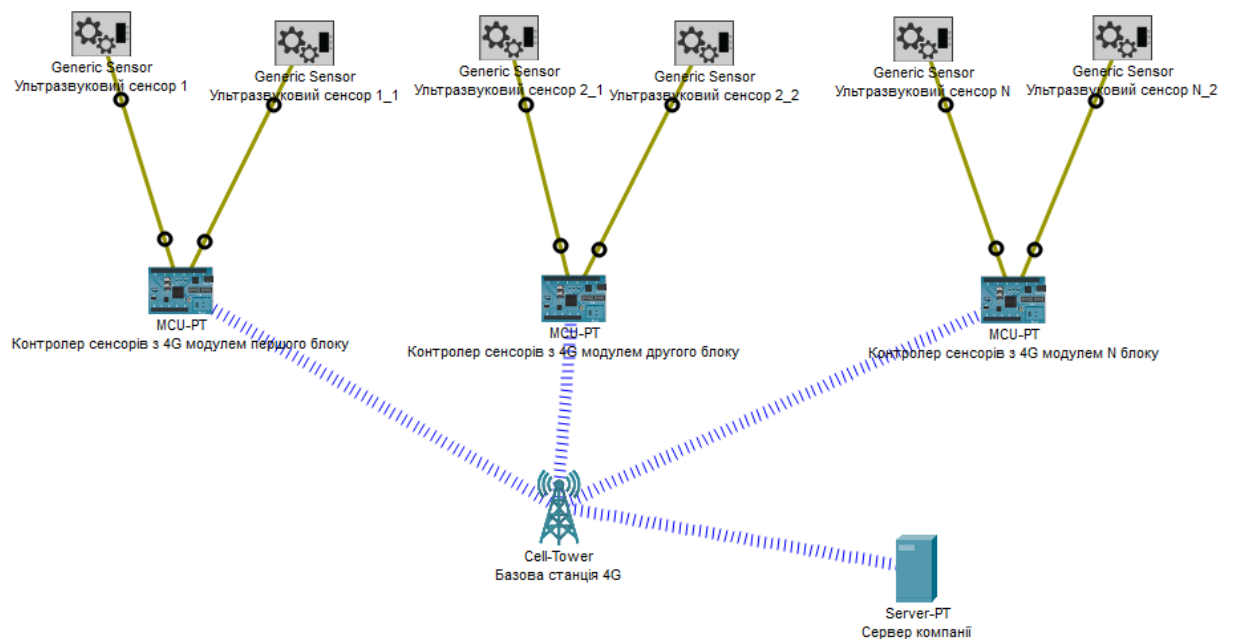 Generic Sensor
Ультразвуковий сенсор 1
Generic Sensor
Ультразвуковий сенсор 1_1
Generic Sensor
Ультразвуковий сенсор 2_1
Generic Sensor
Ультразвуковий сенсор 2_2
Generic Sensor
Ультразвуковий сенсор N
Generic Sensor
Ультразвуковий сенсор N_2
MCU-PT
Контролер сенсорів з 4G модулем першого блоку
MCU-PT
Контролер сенсорів з 4G модулем другого блоку
MCU-PT
Контролер сенсорів з 4G модулем N блоку
Cell-Tower
Базова станція 4G
Server-PT
Сервер компанії